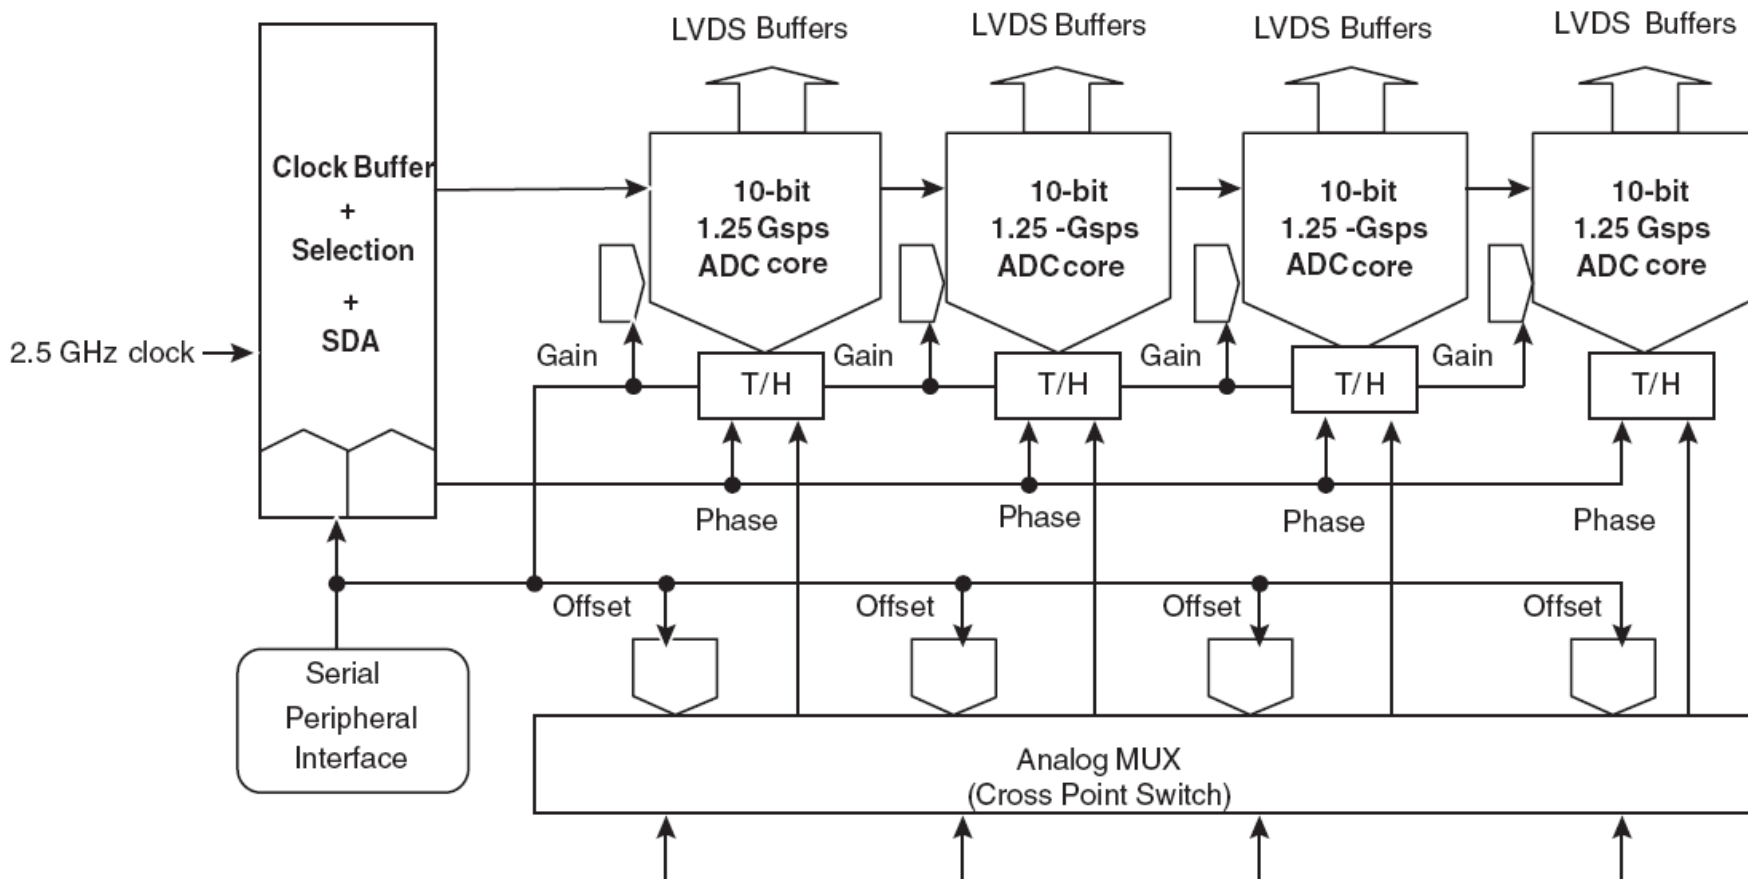 LVDS Buffers
LVDS Buffers
LVDS Buffers
LVDS Buffers
Clock Buffer
+
Selection
+
SDA
10-bit
1.25 Gsps
ADC core
10-bit
1.25 -Gsps
ADC core
10-bit
1.25 -Gsps
ADC core
10-bit
1.25 Gsps
ADC core
2.5 GHz clock
Gain
T/H
Gain
T/H
Gain
T/H
Gain
T/H
Phase
Phase
Phase
Phase
Offset
Offset
Offset
Offset
Serial
Peripheral
Interface
Analog MUX
(Cross Point Switch)